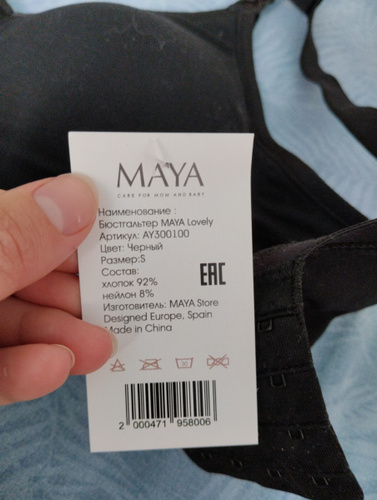 MAYA
CARE FOR MOM AND BABY
Наименование :
Бюстгальтер MAYA Lovely
Артикул: AY300100
Цвет: Черный
Размер:S
Состав:
хлопок 92%
нейлон 8%
EAC
Изготовитель: MAYA Store
Designed Europe, Spain
Made in China
2 000471 958006